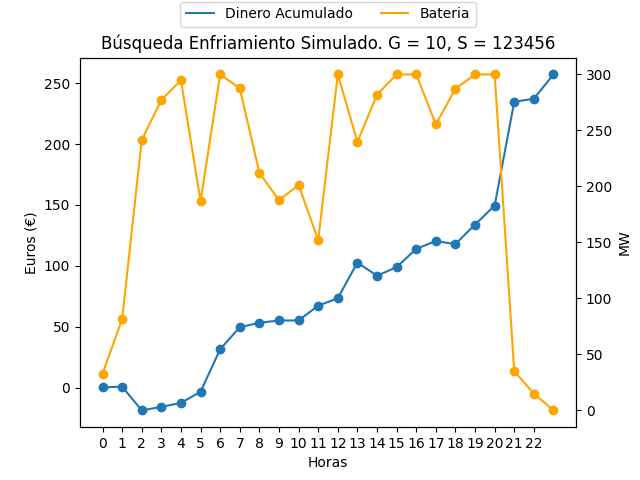 Dinero Acumulado Bateria
Búsqueda Enfriamiento Simulado. G = 10, S = 123456
Euros (€)
250
200
150
100
50
0
300
250
200
150
100
50
0
MW
0 1 2 3 4 5 6 7 8 9 10 11 12 13 14 15 16 17 18 19 20 21 22
Horas